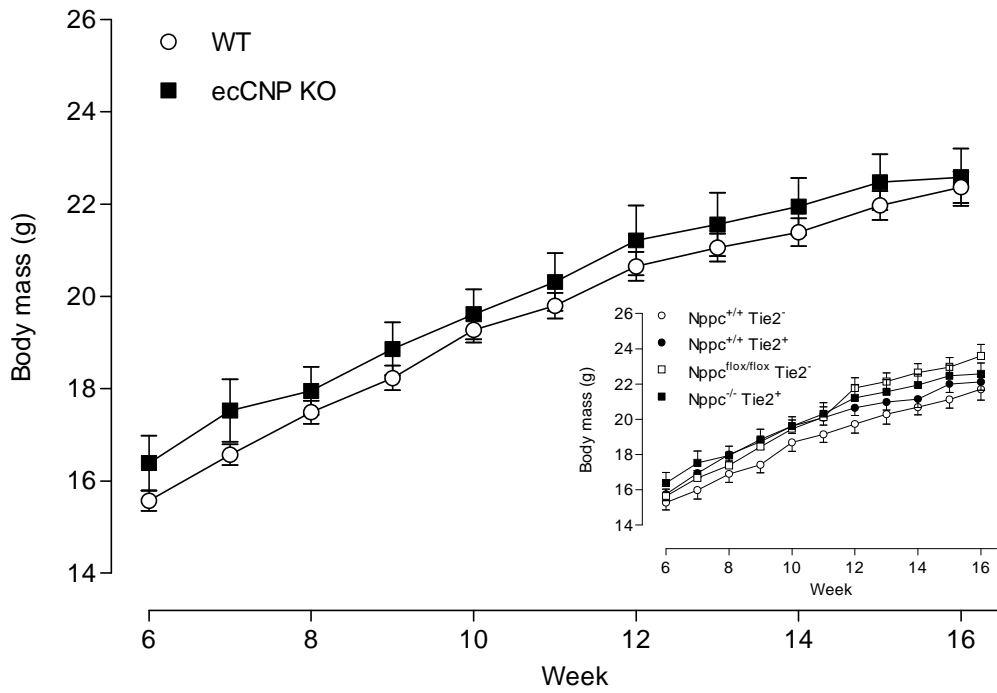 26
24
22
20
18
16
14
Body mass (g)
WT
ecCNP KO
6
8
10
12
14
16
Week
26
24
22
20
18
16
14
Body mass (g)
Nppc+/+ Tie2-
Nppc+/+ Tie2+
Nppcflox/flox Tie2-
Nppc-/- Tie2+
6
8
10
12
14
16
Week